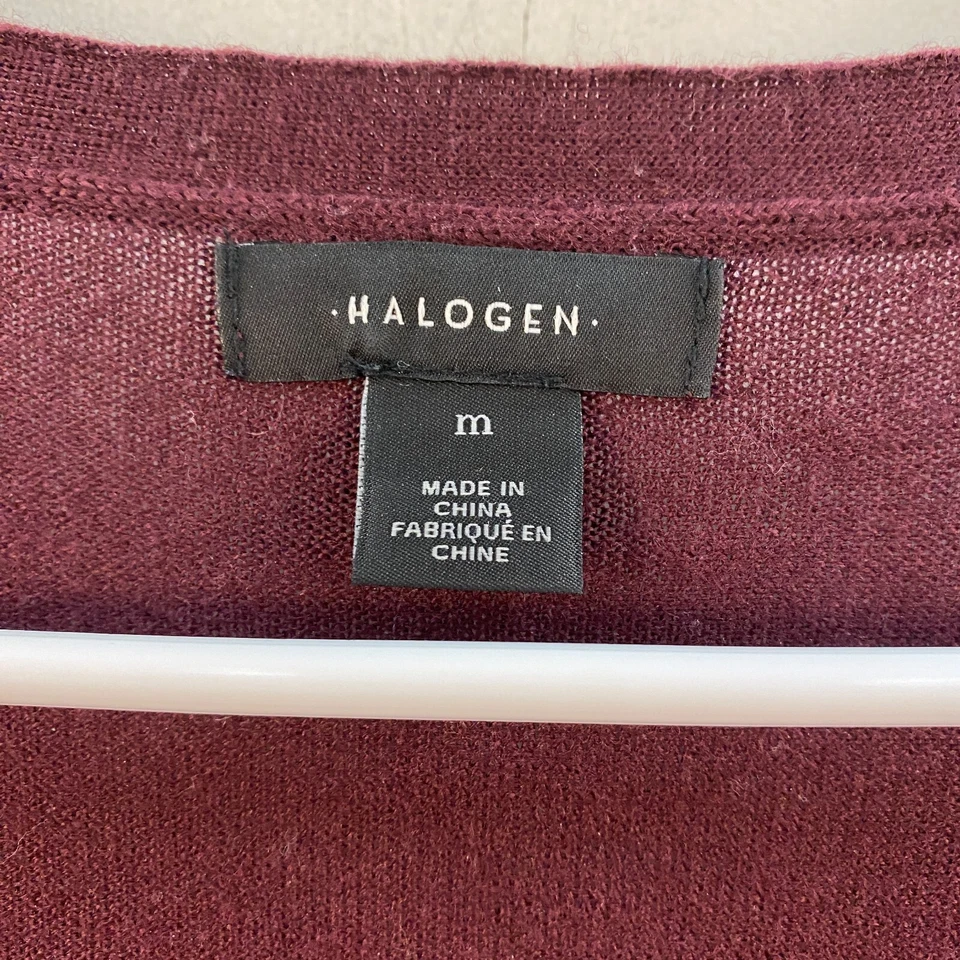 ·HALOGEN·
m
MADE IN
CHINA
FABRIQUÉ EN
CHINE